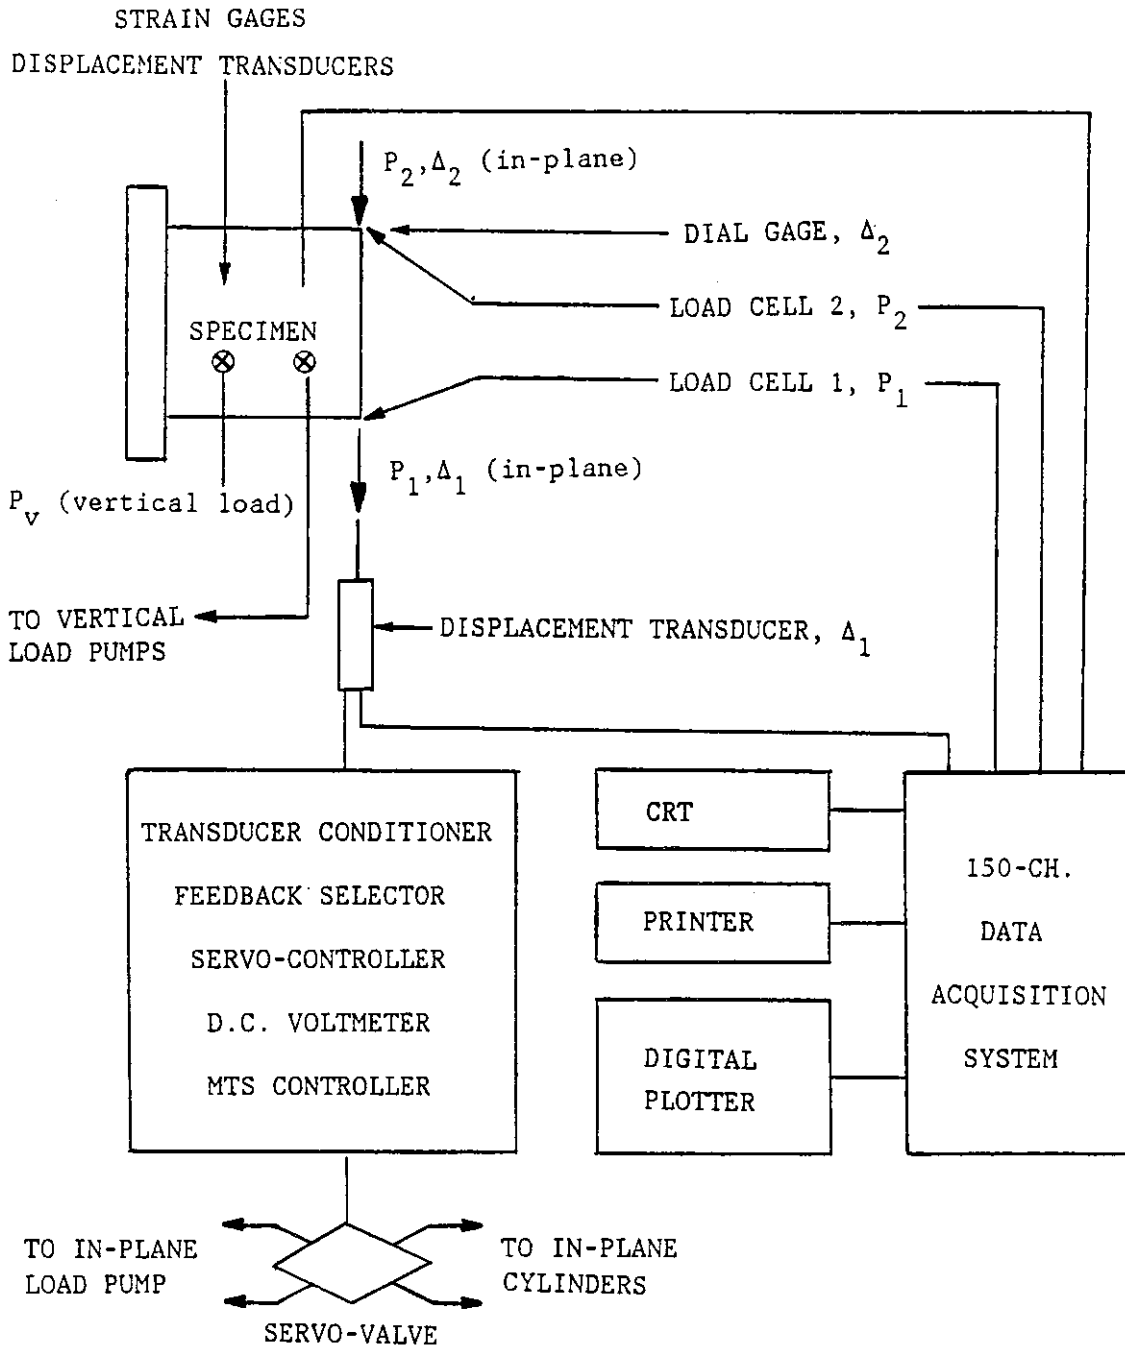 STRAIN GAGES
DISPLACEMENT TRANSDUCERS
P2,Δ2 (in-plane)
DIAL GAGE, Δ2
LOAD CELL 2, P2
SPECIMEN
LOAD CELL 1, P1
P1,Δ1 (in-plane)
Pv (vertical load)
TO VERTICAL
LOAD PUMPS
DISPLACEMENT TRANSDUCER, Δ1
TRANSDUCER CONDITIONER
FEEDBACK SELECTOR
SERVO-CONTROLLER
D.C. VOLTMETER
MTS CONTROLLER
CRT
PRINTER
DIGITAL
PLOTTER
150-CH.
DATA
ACQUISITION
SYSTEM
TO IN-PLANE
LOAD PUMP
TO IN-PLANE
CYLINDERS
SERVO-VALVE